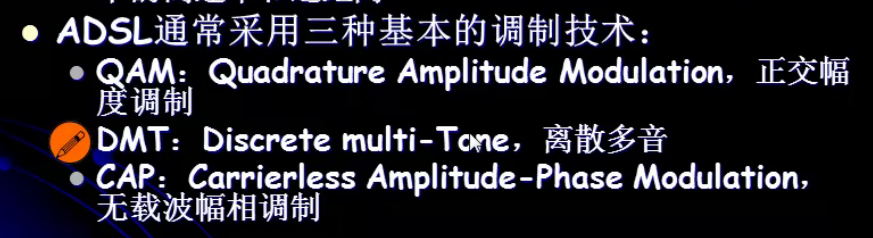 ADSL通常采用三种基本的调制技术：
QAM：Quadrature Amplitude Modulation，正交幅
度调制
DMT：Discrete multi-Tone，离散多音
CAP：Carrierless Amplitude-Phase Modulation，
无载波幅相调制